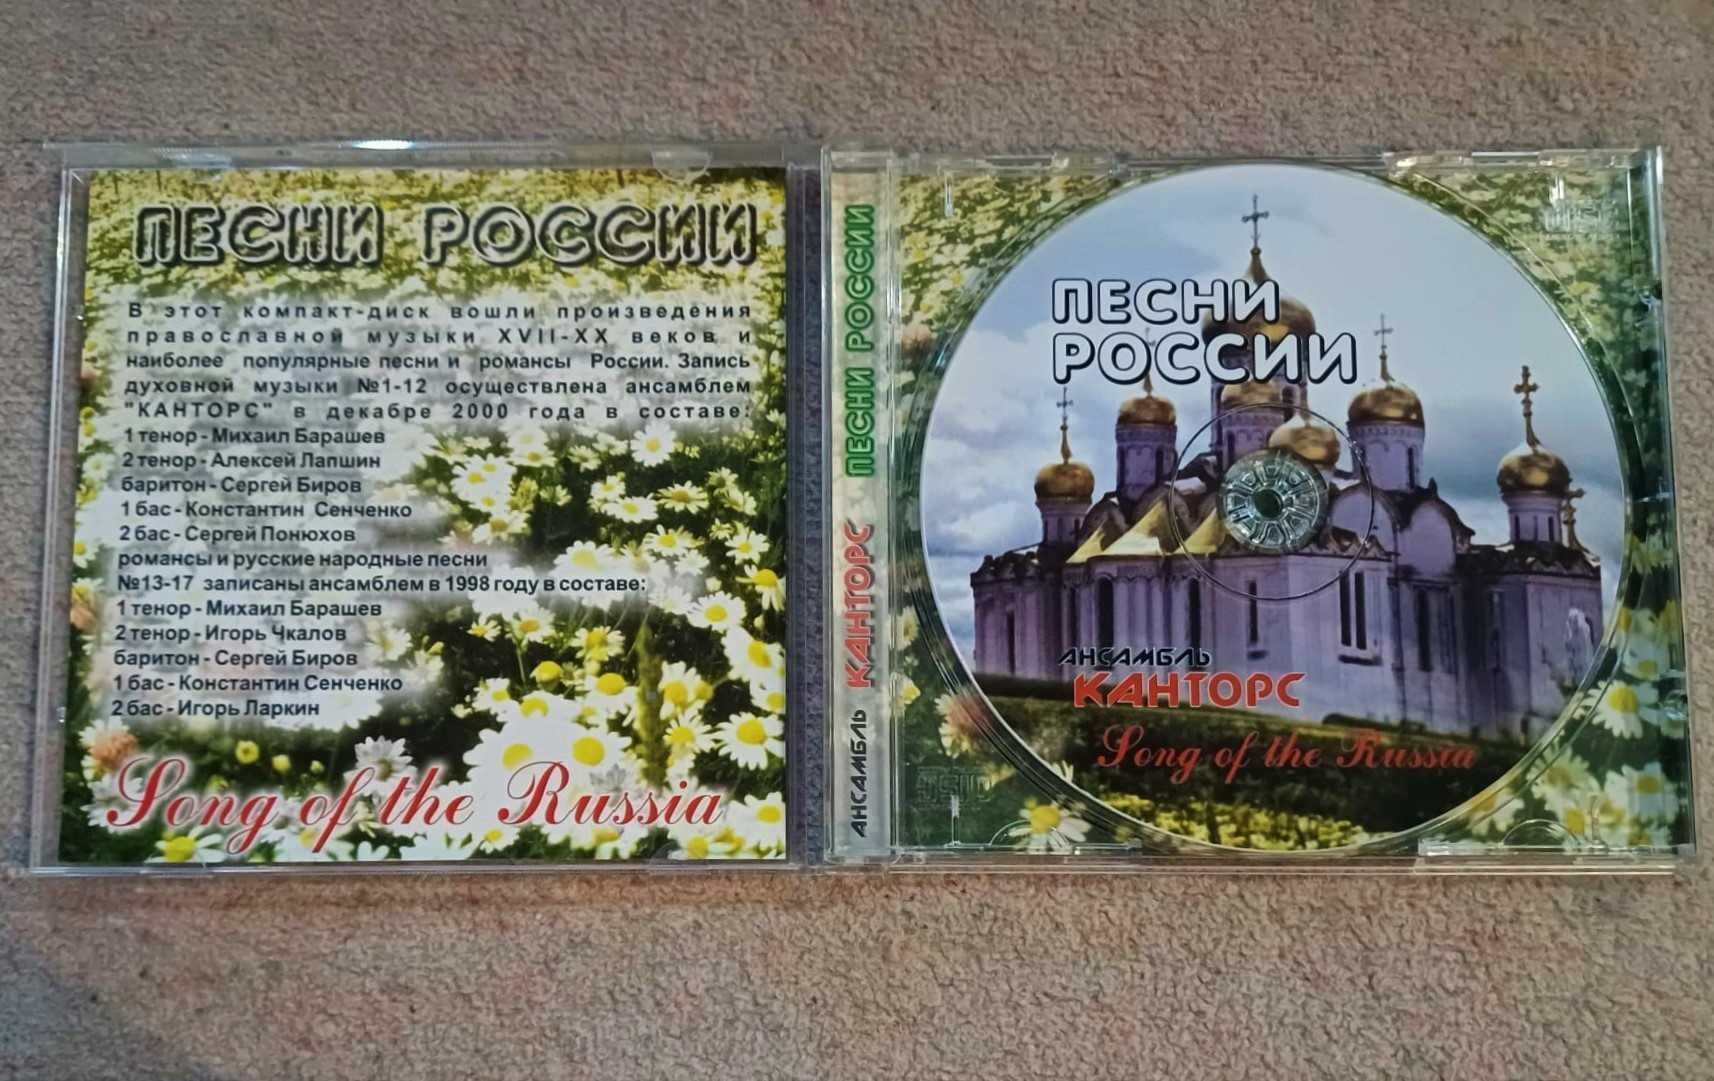 ПЕСНИ РОССИИ
В этот компакт-диск вошли произведения
православной музыки XVII-XX веков и
наиболее популярные песни и романсы России. Запись
духовной музыки №1-12 осуществлена ансамблем
"КАНТОРС" в декабре 2000 года в составе:
1 тенор - Михаил Барашев
2 тенор - Алексей Лапшин
баритон - Сергей Биров
1 бас - Константин Сенченко
2 бас - Сергей Понюхов
романсы и русские народные песни
№13-17 записаны ансамблем в 1998 году в составе:
1 тенор - Михаил Барашев
2 тенор - Игорь Чкалов
баритон - Сергей Биров
1 бас - Константин Сенченко
2 бас - Игорь Ларкин
Song of the Russia
АНСАМБЛЬ КАНТОРС ПЕСНИ РОССИИ
ПЕСНИ
РОССИИ
АНСАМБЛЬ
КАНТОРС
Song of the Russia